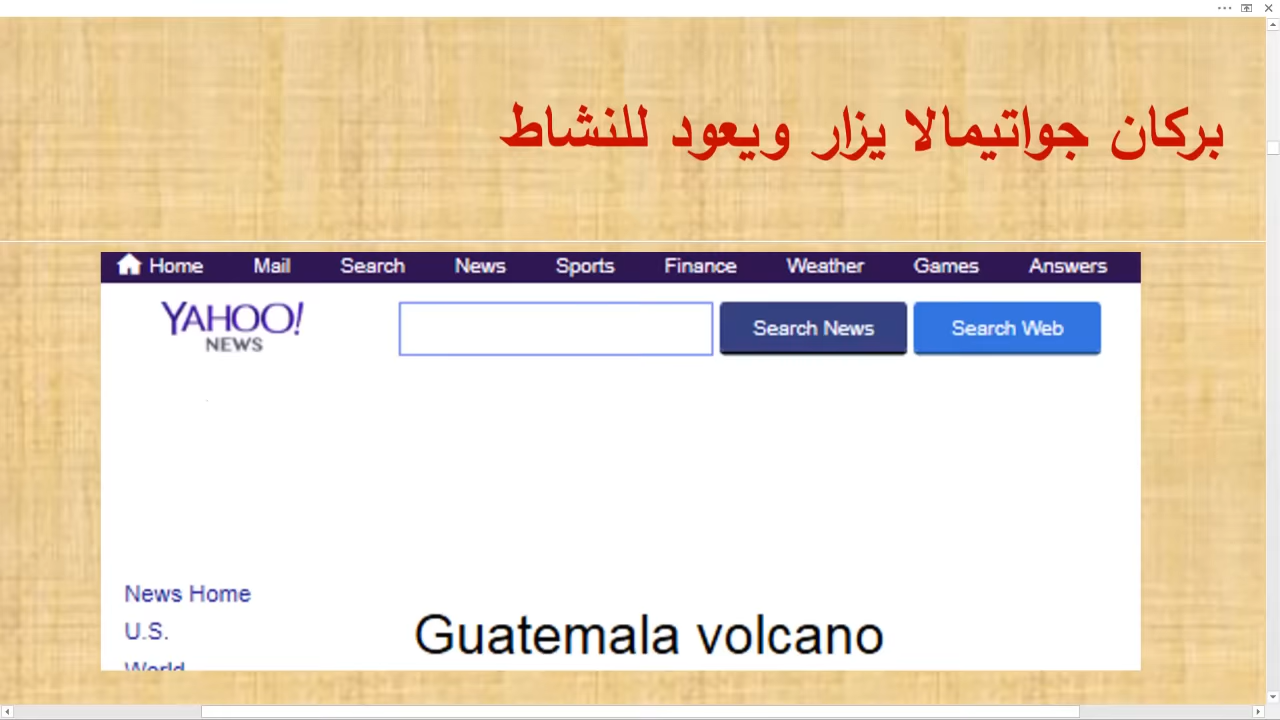 بركان جواتيمالا يزار ويعود للنشاط
Home Mail Search News Sports Finance Weather Games Answers
YAHOO! NEWS
Search News Search Web
News Home
U.S.
World
Guatemala volcano